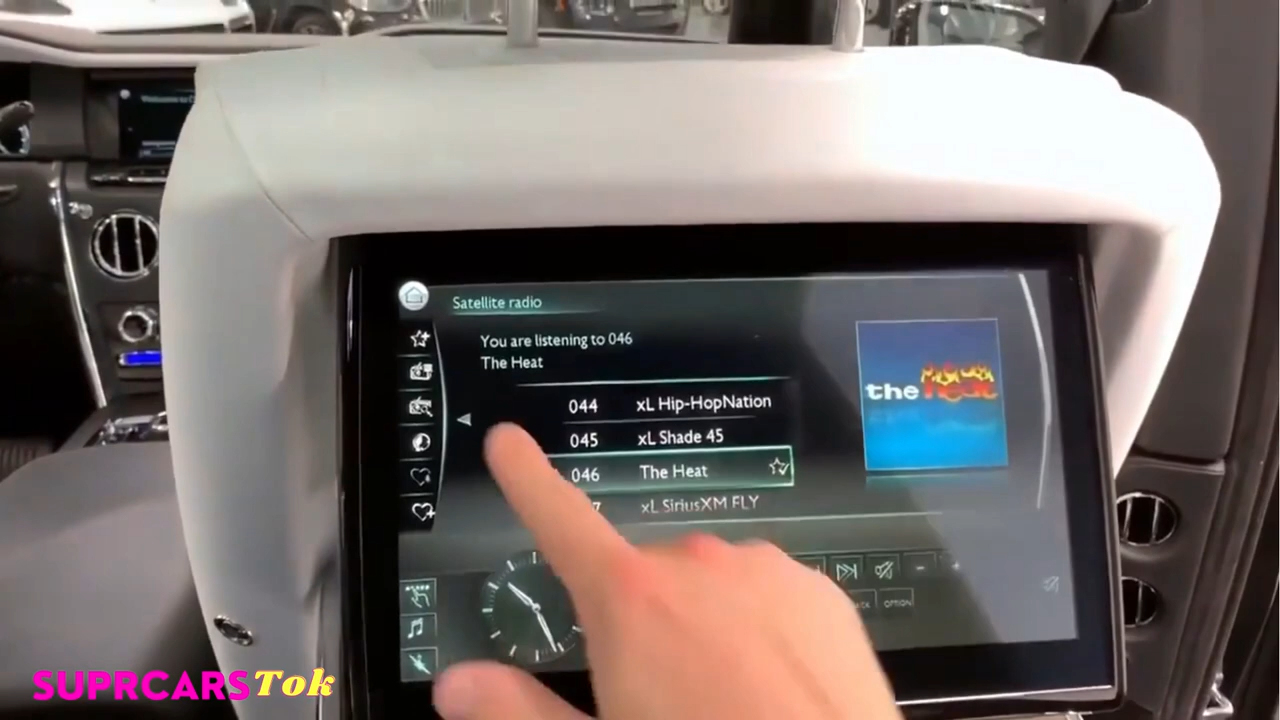 Satellite radio
You are listening to 046
The Heat
044 xL Hip-HopNation
045 xL Shade 45
046 The Heat
7 xL SiriusXM FLY
the heat
OPTION
SUPRCARSTok